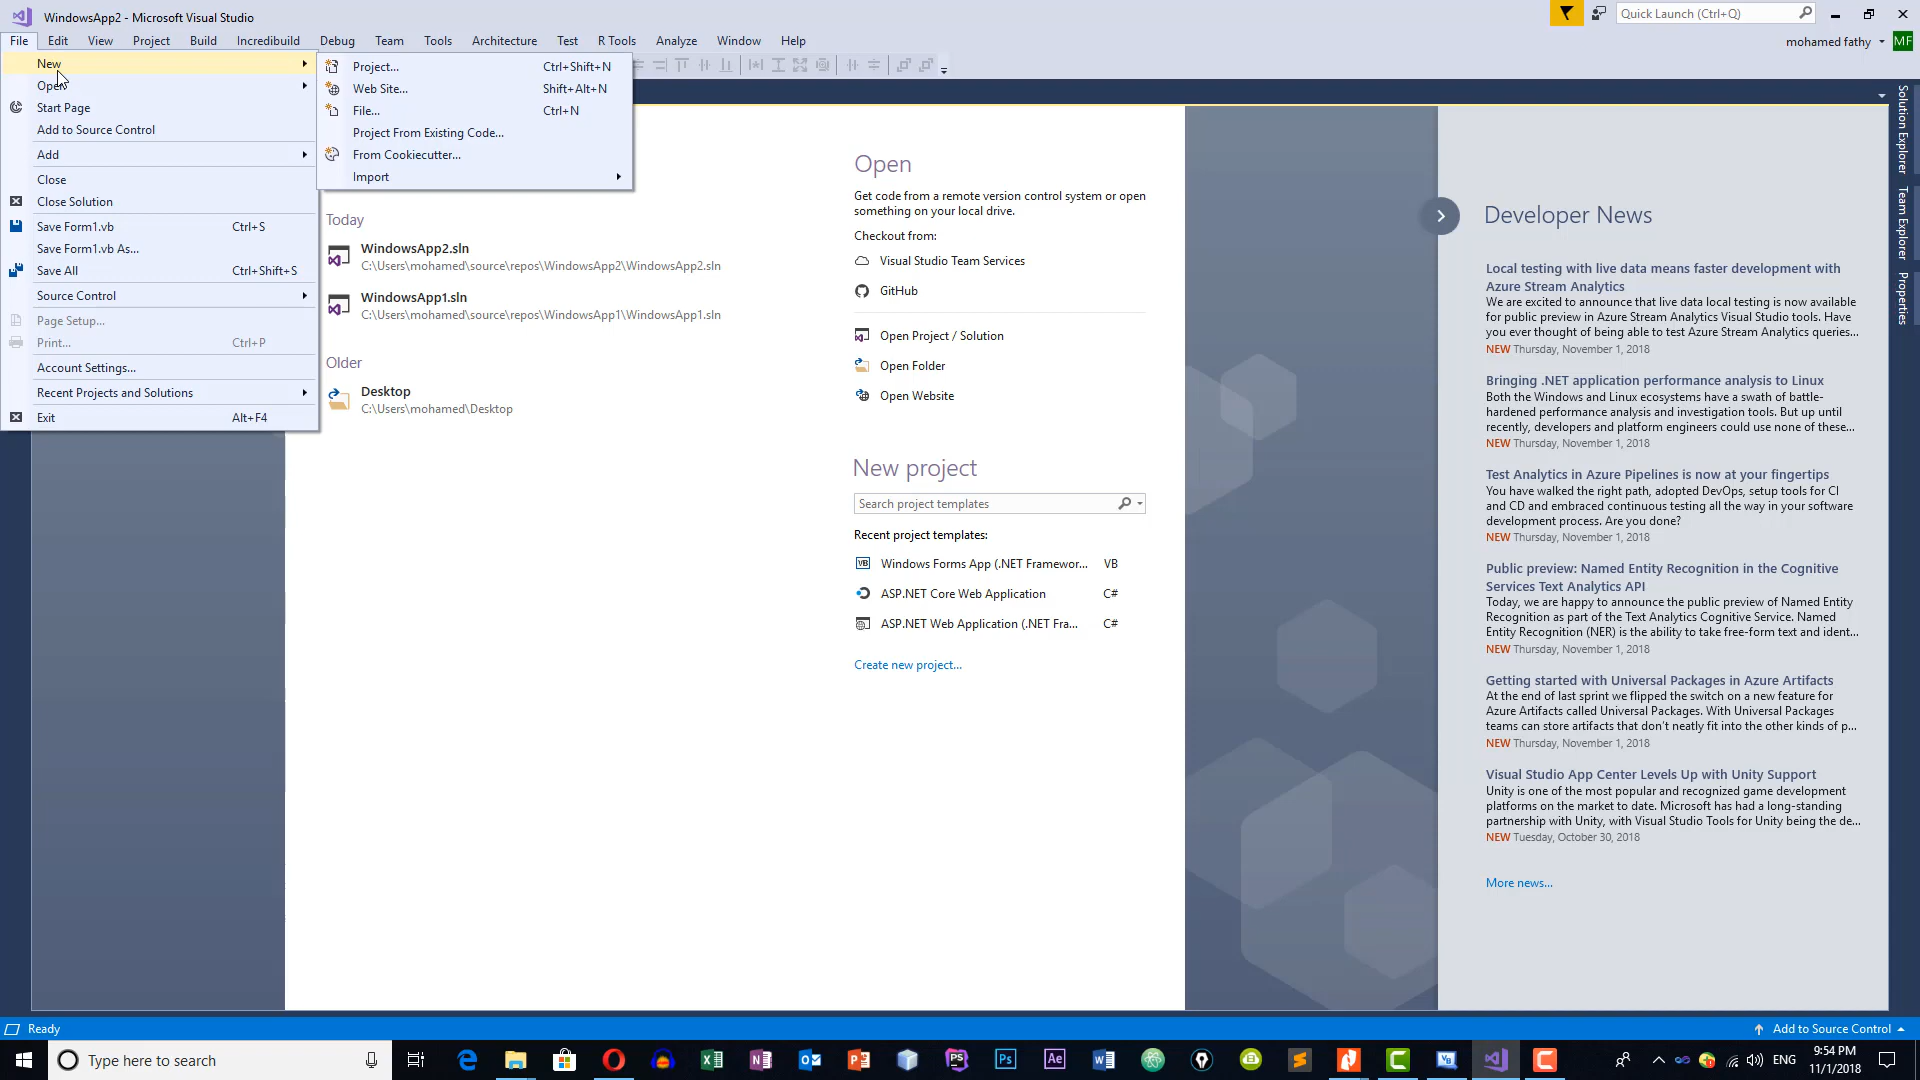 WindowsApp2 - Microsoft Visual Studio
Quick Launch (Ctrl+Q)
File Edit View Project Build Incredibuild Debug Team Tools Architecture Test R Tools Analyze Window Help
mohamed fathy MF
New
Open
Start Page
Add to Source Control
Add
Close
Close Solution
Save Form1.vb Ctrl+S
Save Form1.vb As...
Save All Ctrl+Shift+S
Source Control
Page Setup...
Print... Ctrl+P
Account Settings...
Recent Projects and Solutions
Exit Alt+F4
Project... Ctrl+Shift+N
Web Site... Shift+Alt+N
File... Ctrl+N
Project From Existing Code...
From Cookiecutter...
Import
Today
WindowsApp2.sln
C:\Users\mohamed\source\repos\WindowsApp2\WindowsApp2.sln
WindowsApp1.sln
C:\Users\mohamed\source\repos\WindowsApp1\WindowsApp1.sln
Older
Desktop
C:\Users\mohamed\Desktop
Open
Get code from a remote version control system or open
something on your local drive.
Checkout from:
Visual Studio Team Services
GitHub
Open Project / Solution
Open Folder
Open Website
New project
Search project templates
Recent project templates:
Windows Forms App (.NET Framewor... VB
ASP.NET Core Web Application C#
ASP.NET Web Application (.NET Fra... C#
Create new project...
Developer News
Local testing with live data means faster development with
Azure Stream Analytics
We are excited to announce that live data local testing is now available
for public preview in Azure Stream Analytics Visual Studio tools. Have
you ever thought of being able to test Azure Stream Analytics queries...
NEW Thursday, November 1, 2018
Bringing .NET application performance analysis to Linux
Both the Windows and Linux ecosystems have a swath of battle-
hardened performance analysis and investigation tools. But up until
recently, developers and platform engineers could use none of these...
NEW Thursday, November 1, 2018
Test Analytics in Azure Pipelines is now at your fingertips
You have walked the right path, adopted DevOps, setup tools for CI
and CD and embraced continuous testing all the way in your software
development process. Are you done?
NEW Thursday, November 1, 2018
Public preview: Named Entity Recognition in the Cognitive
Services Text Analytics API
Today, we are happy to announce the public preview of Named Entity
Recognition as part of the Text Analytics Cognitive Service. Named
Entity Recognition (NER) is the ability to take free-form text and ident...
NEW Thursday, November 1, 2018
Getting started with Universal Packages in Azure Artifacts
At the end of last sprint we flipped the switch on a new feature for
Azure Artifacts called Universal Packages. With Universal Packages
teams can store artifacts that don't neatly fit into the other kinds of p...
NEW Thursday, November 1, 2018
Visual Studio App Center Levels Up with Unity Support
Unity is one of the most popular and recognized game development
platforms on the market to date. Microsoft has had a long-standing
partnership with Unity, with Visual Studio Tools for Unity being the de...
NEW Tuesday, October 30, 2018
More news...
Solution Explorer
Team Explorer
Properties
Ready
Add to Source Control
Type here to search
ENG
9:54 PM
11/1/2018